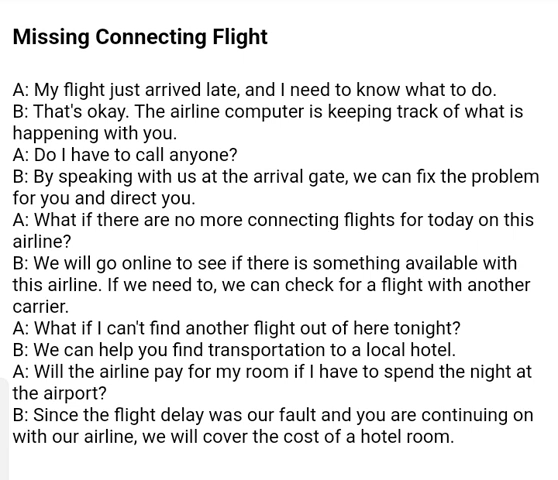 Missing Connecting Flight
A: My flight just arrived late, and I need to know what to do.
B: That's okay. The airline computer is keeping track of what is
happening with you.
A: Do I have to call anyone?
B: By speaking with us at the arrival gate, we can fix the problem
for you and direct you.
A: What if there are no more connecting flights for today on this
airline?
B: We will go online to see if there is something available with
this airline. If we need to, we can check for a flight with another
carrier.
A: What if I can't find another flight out of here tonight?
B: We can help you find transportation to a local hotel.
A: Will the airline pay for my room if I have to spend the night at
the airport?
B: Since the flight delay was our fault and you are continuing on
with our airline, we will cover the cost of a hotel room.